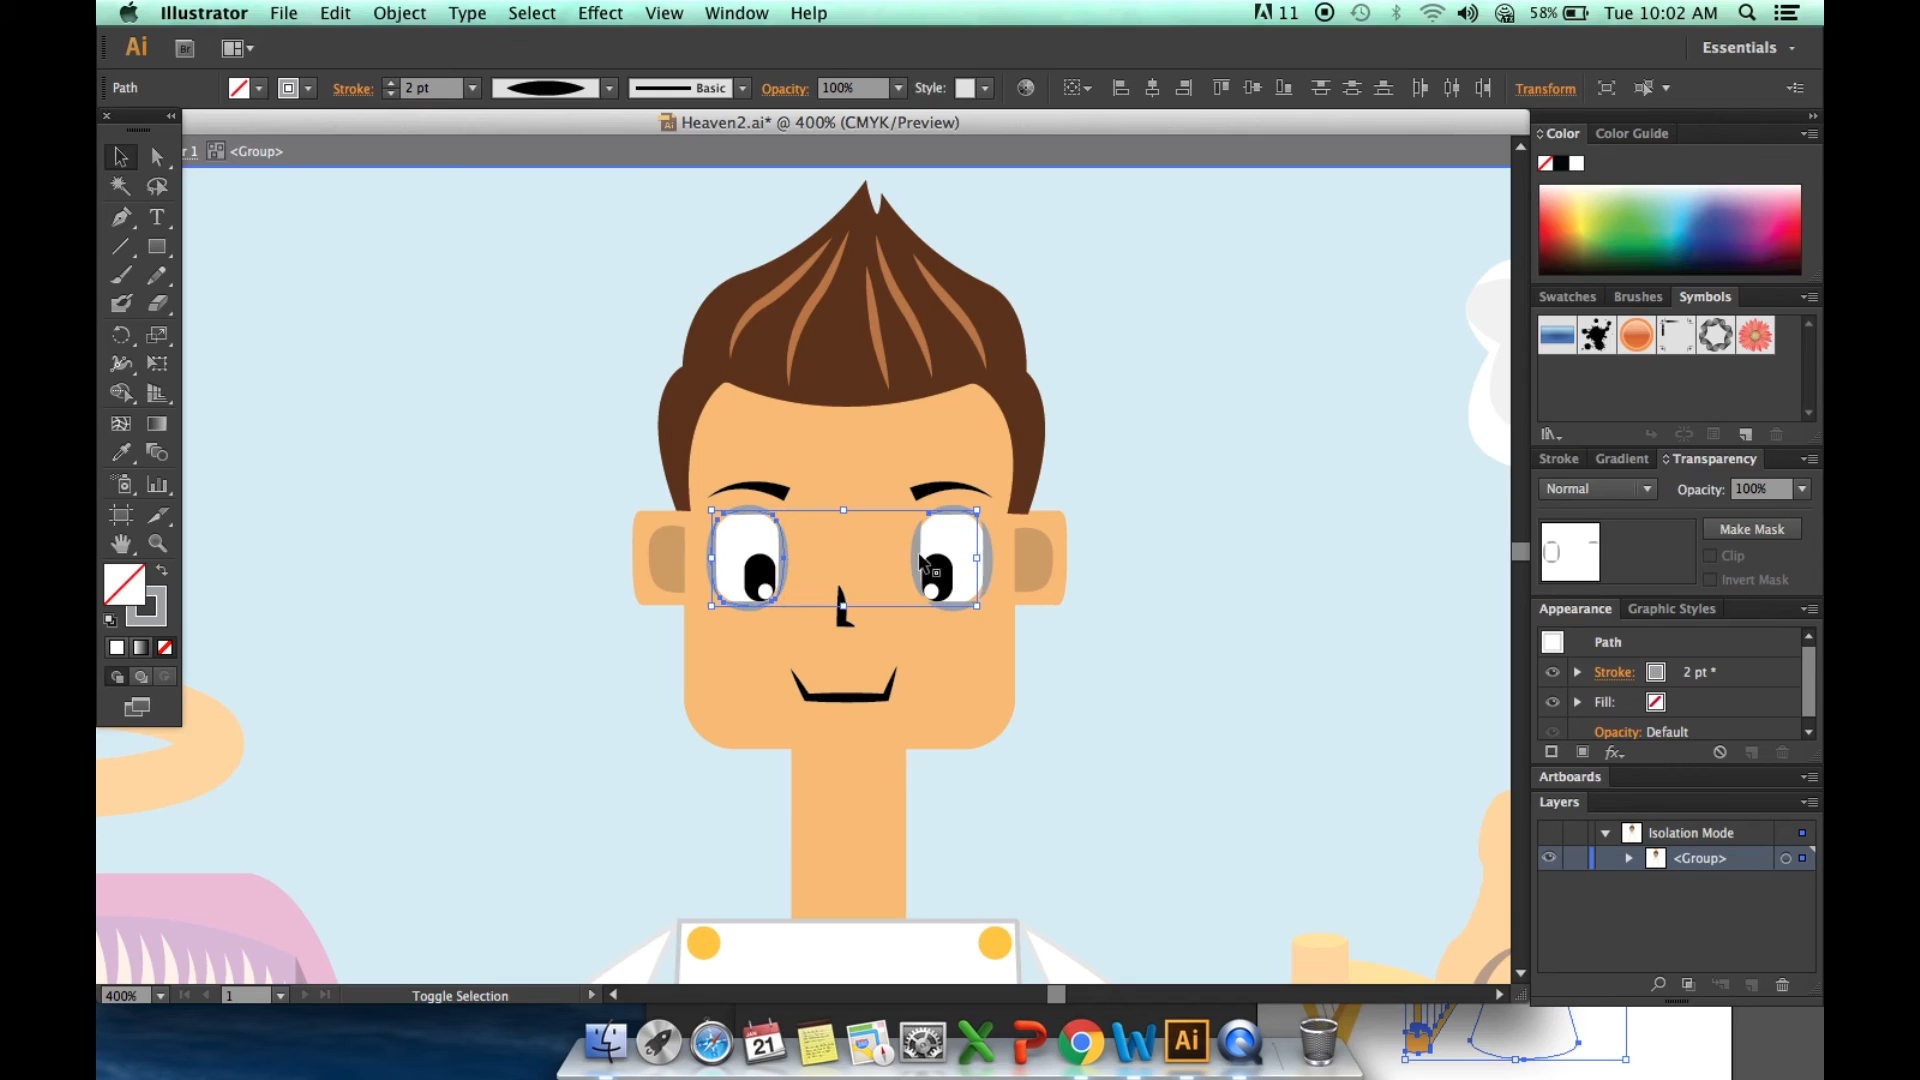 Illustrator File Edit Object Type Select Effect View Window Help 11 58% Tue 10:02 AM
Ai Br Essentials
Path Stroke: 2 pt Basic Opacity: 100% Style: Transform
Heaven2.ai* @ 400% (CMYK/Preview)
r 1 <Group>
Color Color Guide
Swatches Brushes Symbols
Stroke Gradient Transparency
Normal Opacity: 100%
Make Mask
Clip
Invert Mask
Appearance Graphic Styles
Path
Stroke: 2 pt *
Fill:
Opacity: Default
fx
Artboards
Layers
Isolation Mode
<Group>
400% 1 Toggle Selection
21
Ai